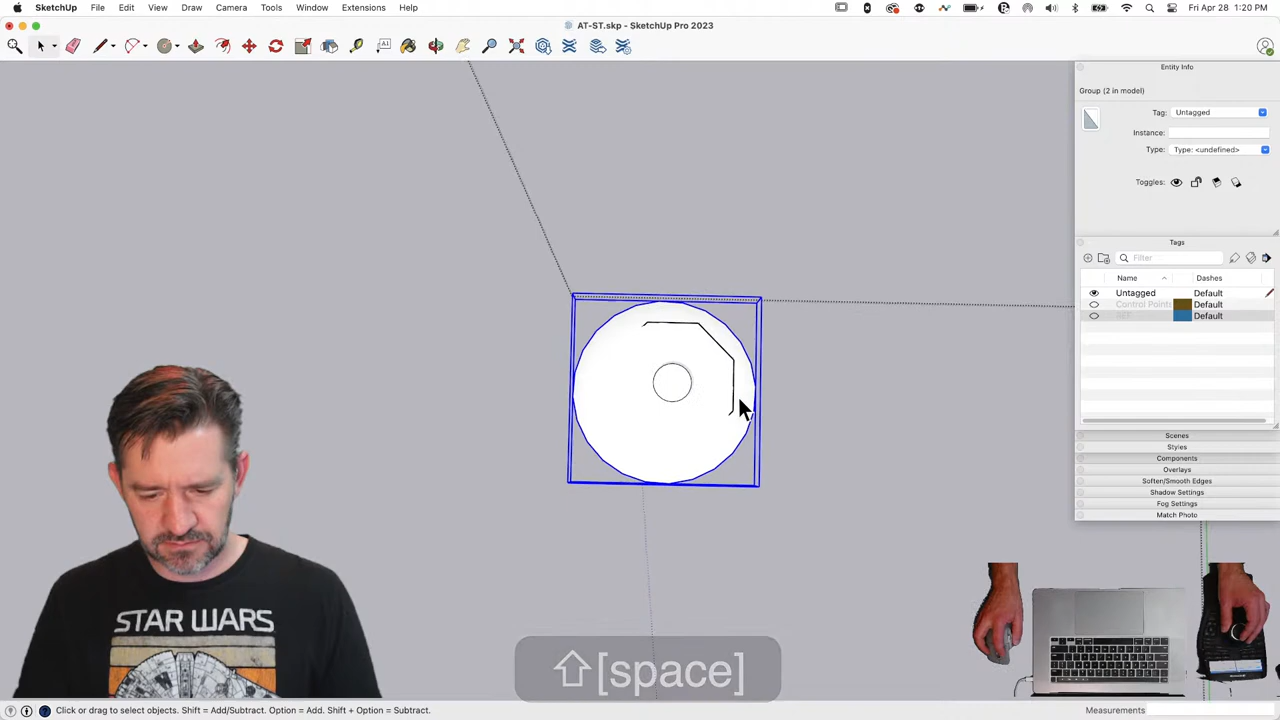 SketchUp File Edit View Draw Camera Tools Window Extensions Help
Fri Apr 28 1:20 PM
AT-ST.skp - SketchUp Pro 2023
Entity Info
Group (2 in model)
Tag: Untagged
Instance:
Type: Type: <undefined>
Toggles:
Tags
Filter
Name Dashes
Untagged Default
Control Points Default
REF Default
Scenes
Styles
Components
Overlays
Soften/Smooth Edges
Shadow Settings
Fog Settings
Match Photo
STAR WARS
⇧[space]
Click or drag to select objects. Shift = Add/Subtract. Option = Add. Shift + Option = Subtract.
Measurements